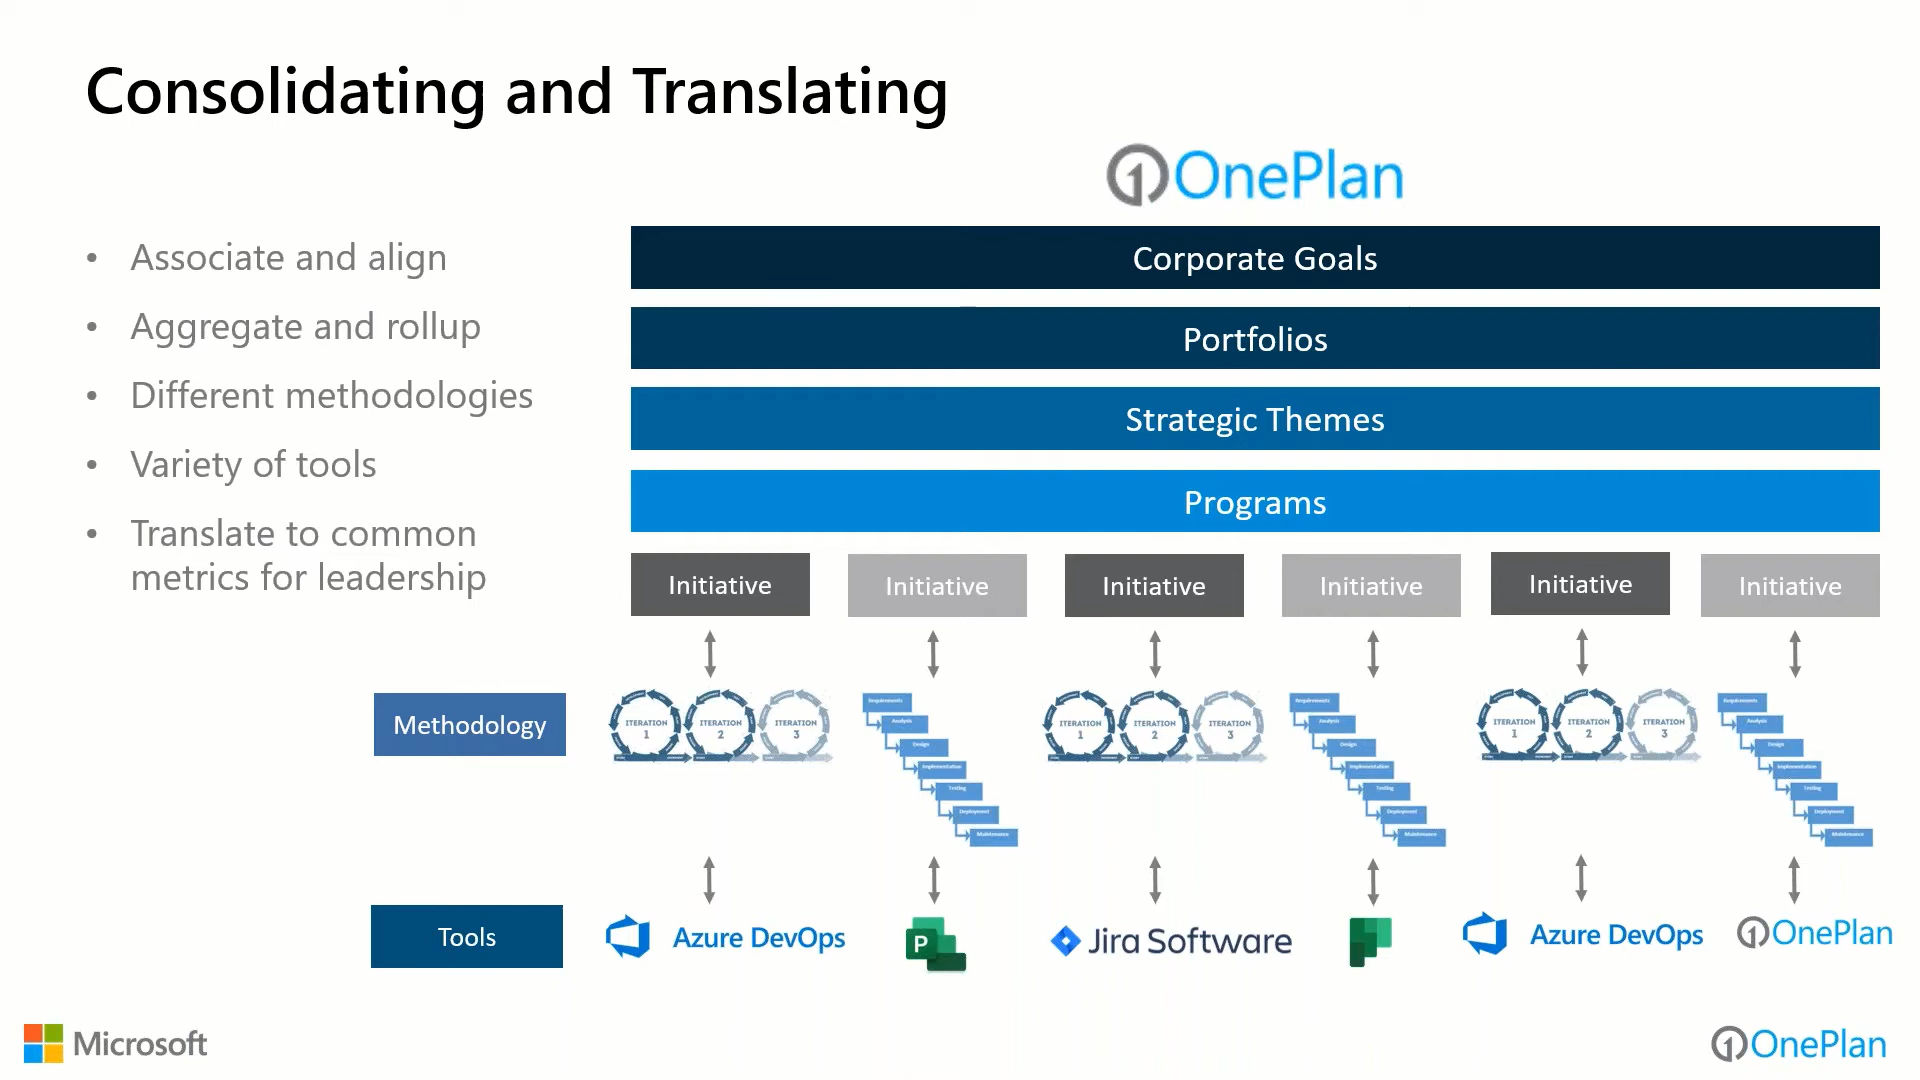 Consolidating and Translating
OnePlan
• Associate and align
• Aggregate and rollup
• Different methodologies
• Variety of tools
• Translate to common
metrics for leadership
Corporate Goals
Portfolios
Strategic Themes
Programs
Initiative Initiative Initiative Initiative Initiative Initiative
Methodology
ITERATION 1 ITERATION 2 ITERATION 3
Requirements
Analysis
Design
Implementation
Testing
Deployment
Maintenance
ITERATION 1 ITERATION 2 ITERATION 3
Requirements
Analysis
Design
Implementation
Testing
Deployment
Maintenance
ITERATION 1 ITERATION 2 ITERATION 3
Requirements
Analysis
Design
Implementation
Testing
Deployment
Maintenance
Tools
Azure DevOps
P
Jira Software
Azure DevOps
OnePlan
Microsoft
OnePlan